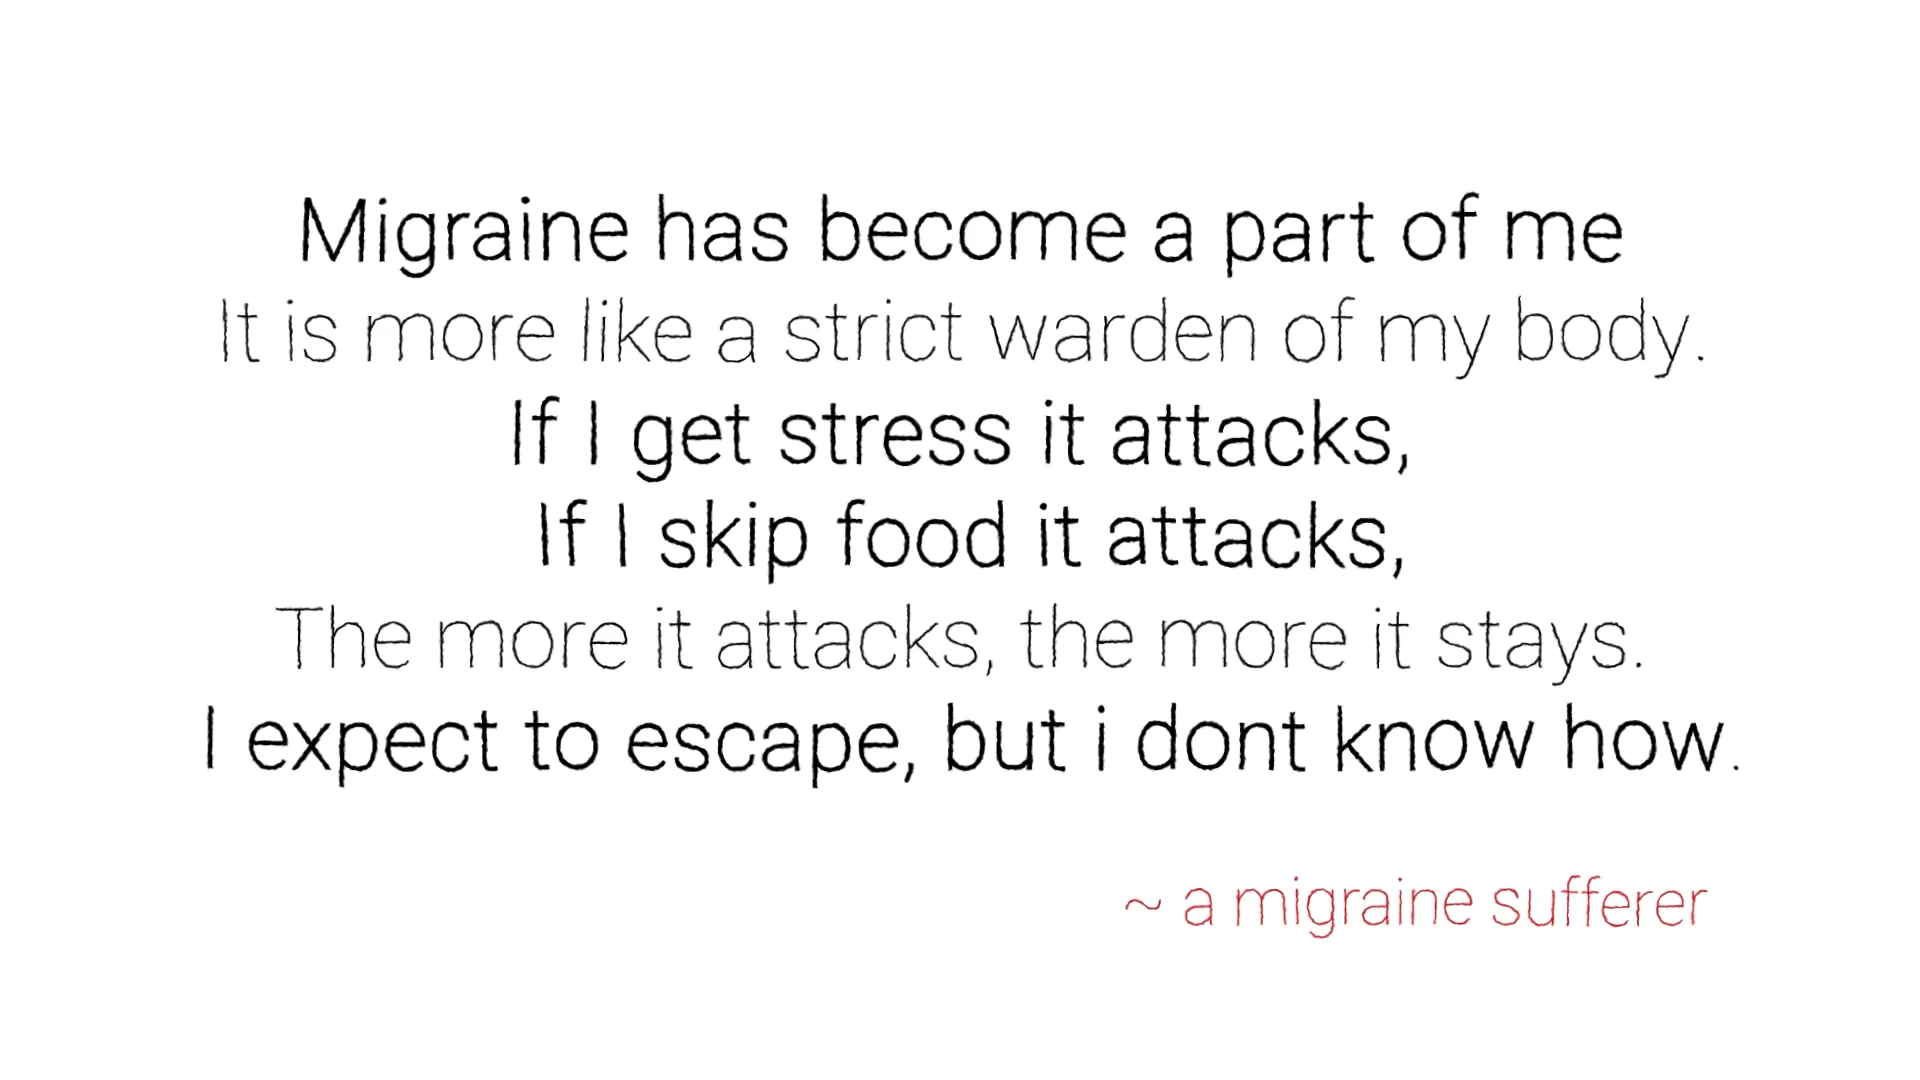 Migraine has become a part of me
It is more like a strict warden of my body.
If I get stress it attacks,
If I skip food it attacks,
The more it attacks, the more it stays.
I expect to escape, but i dont know how.
~ a migraine sufferer